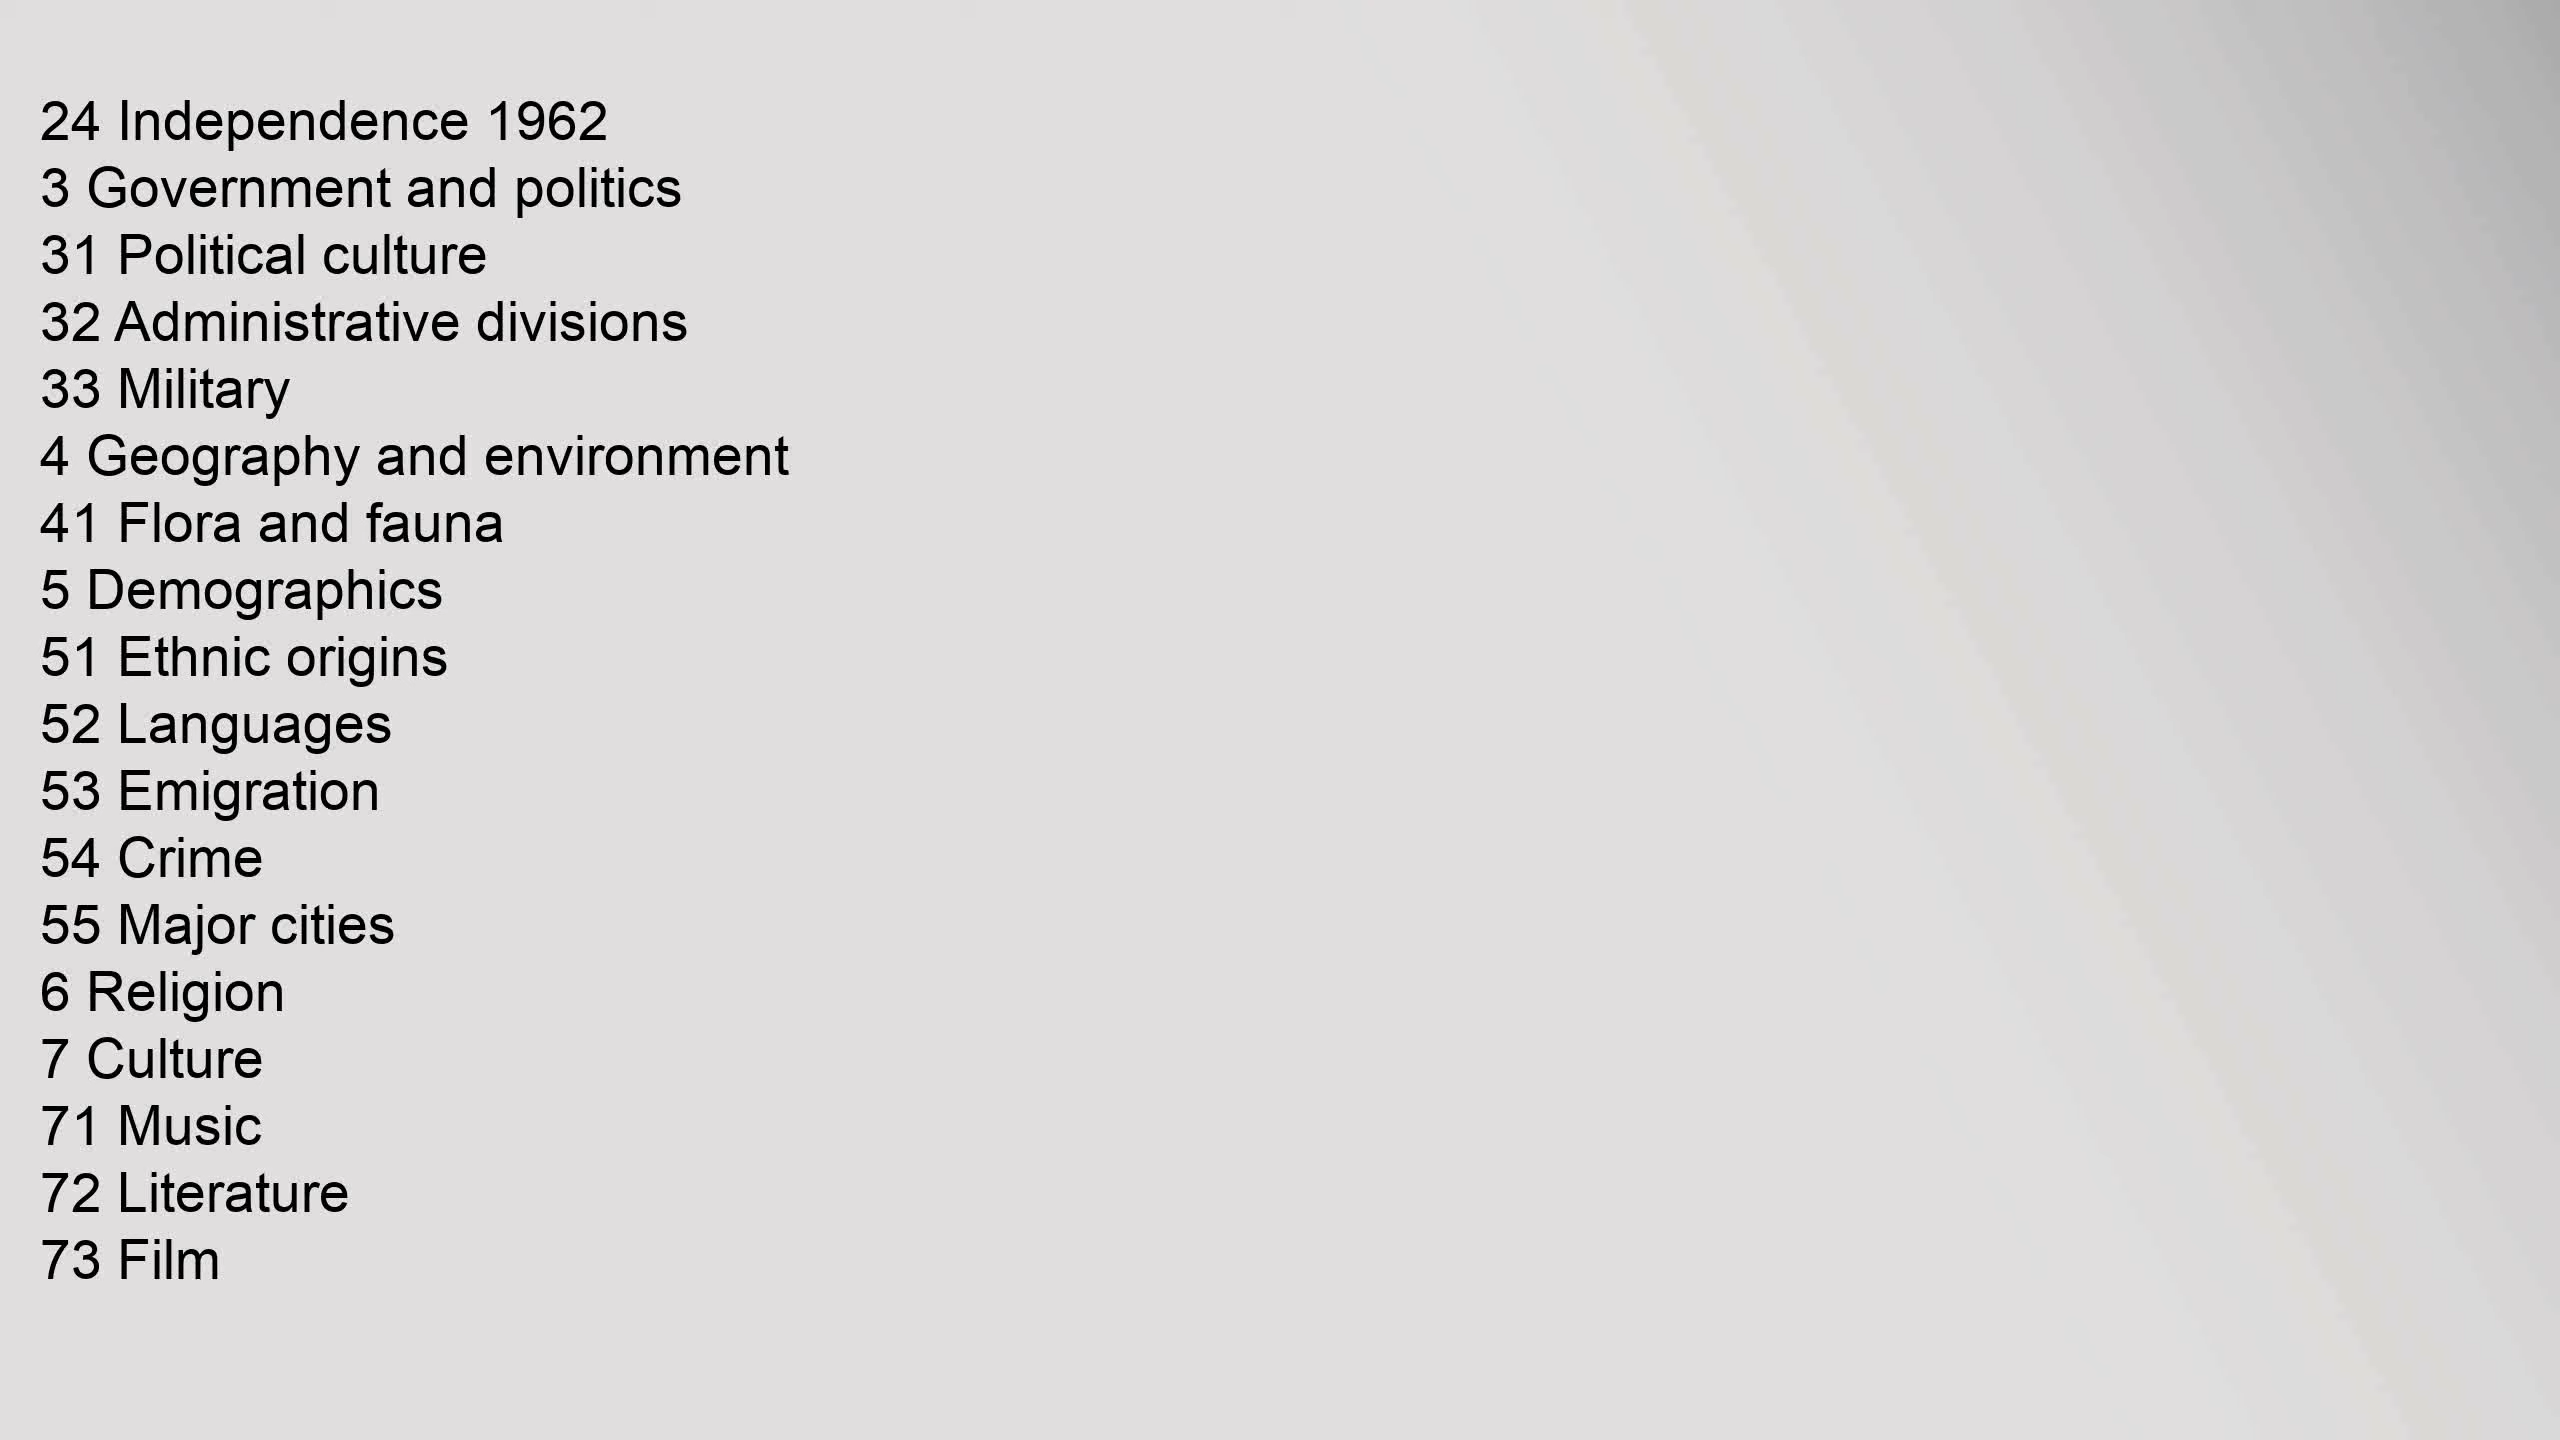 24 Independence 1962
3 Government and politics
31 Political culture
32 Administrative divisions
33 Military
4 Geography and environment
41 Flora and fauna
5 Demographics
51 Ethnic origins
52 Languages
53 Emigration
54 Crime
55 Major cities
6 Religion
7 Culture
71 Music
72 Literature
73 Film